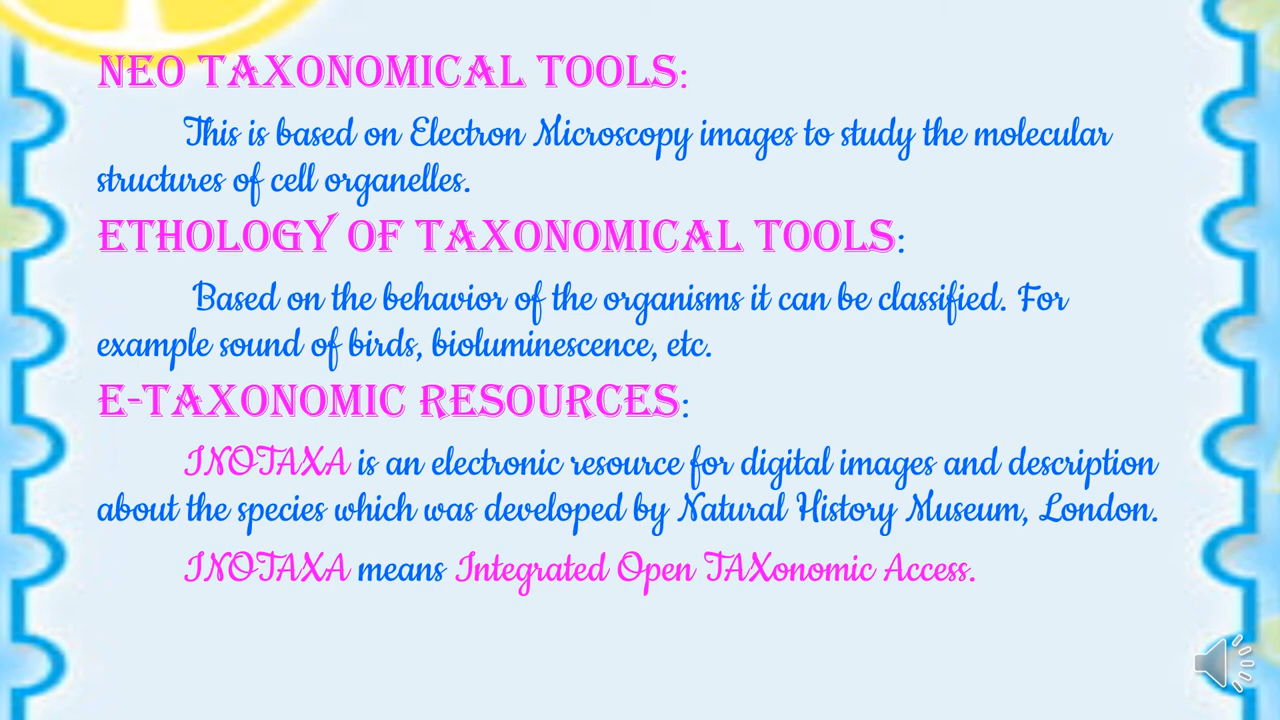 NEO TAXONOMICAL TOOLS:
This is based on Electron Microscopy images to study the molecular
structures of cell organelles.
ETHOLOGY OF TAXONOMICAL TOOLS:
Based on the behavior of the organisms it can be classified. For
example sound of birds, bioluminescence, etc.
E-TAXONOMIC RESOURCES:
INOTAXA is an electronic resource for digital images and description
about the species which was developed by Natural History Museum, London.
INOTAXA means Integrated Open TAXonomic Access.